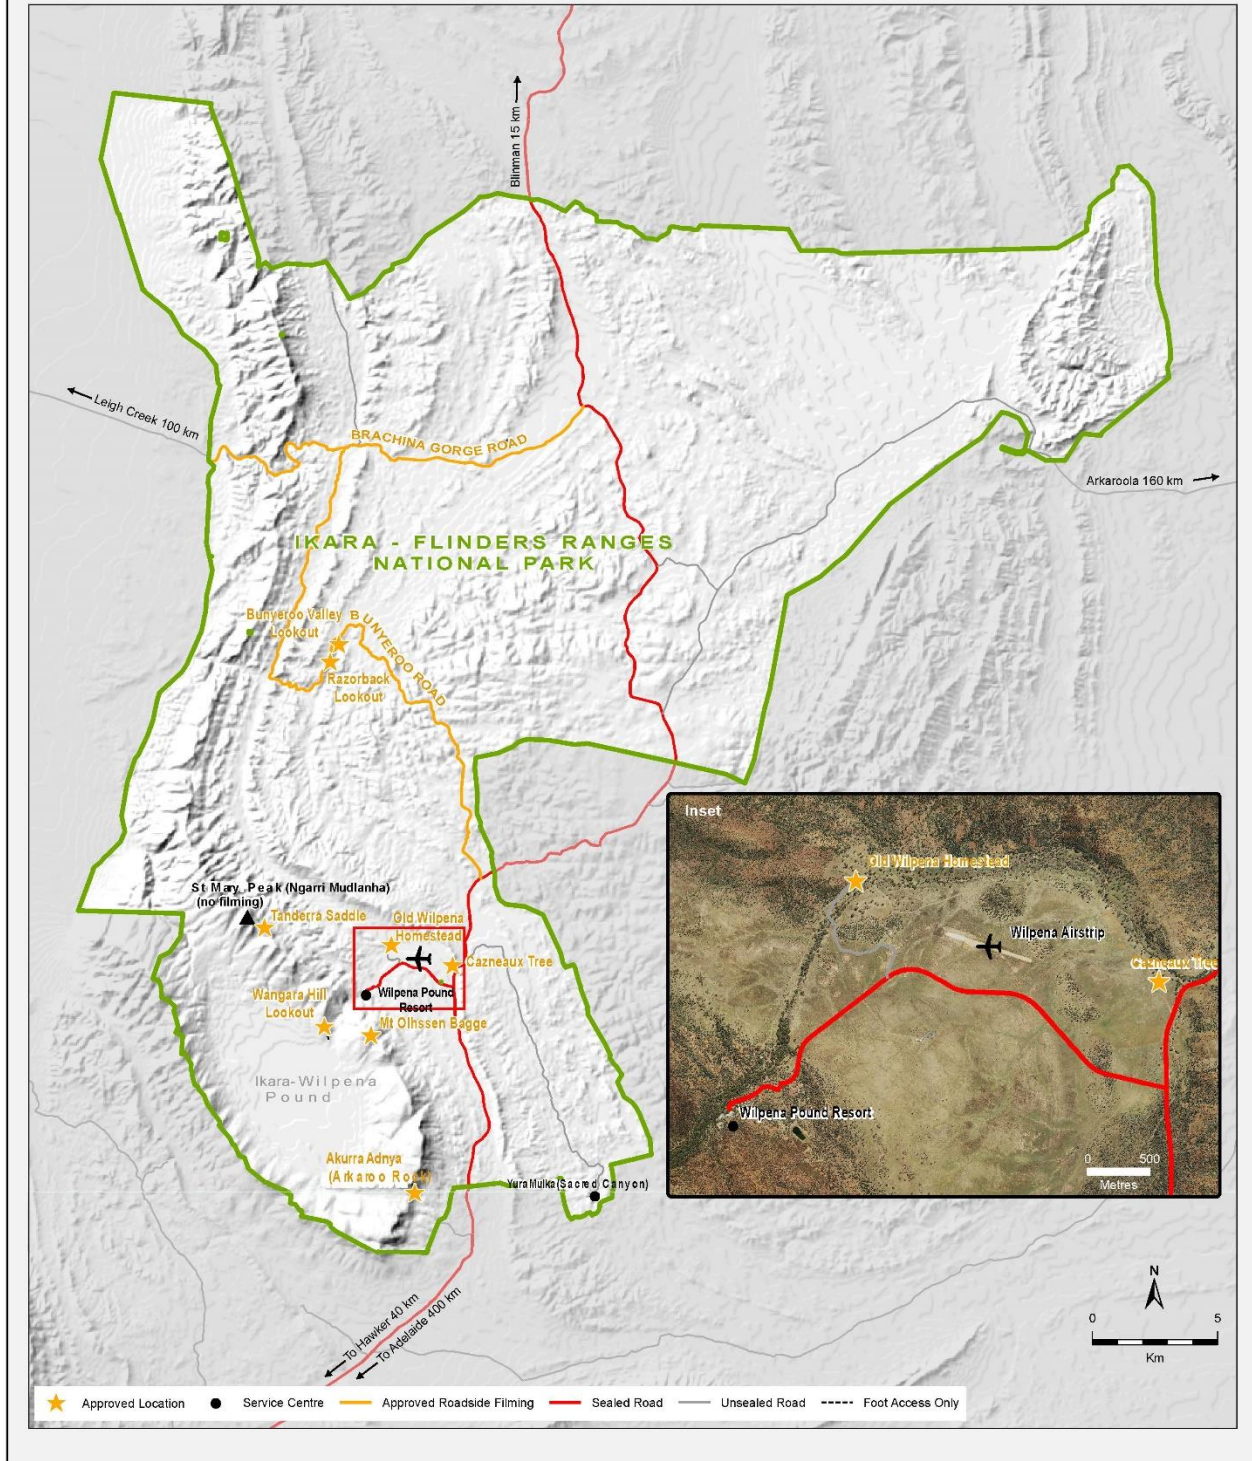 Blinman 15 km
Leigh Creek 100 km
BRACHINA GORGE ROAD
Arkaroola 160 km
IKARA - FLINDERS RANGES
NATIONAL PARK
Bunyeroo Valley
Lookout
BUNYEROO ROAD
Razorback
Lookout
Inset
Old Wilpena Homestead
Wilpena Airstrip
Cazneaux Tree
Wilpena Pound Resort
0 500
Metres
St Mary Peak (Ngarri Mudlanha)
(no filming)
Tanderra Saddle
Old Wilpena
Homestead
Cazneaux Tree
Wilpena Pound
Resort
Wangara Hill
Lookout
Mt Olhssen Bagge
Ikara-Wilpena
Pound
Akurra Adnya
(Arkaroo Rock)
Yura Mulka (Sacred Canyon)
To Hawker 40 km
To Adelaide 400 km
N
0 5
Km
Approved Location
Service Centre
Approved Roadside Filming
Sealed Road
Unsealed Road
Foot Access Only